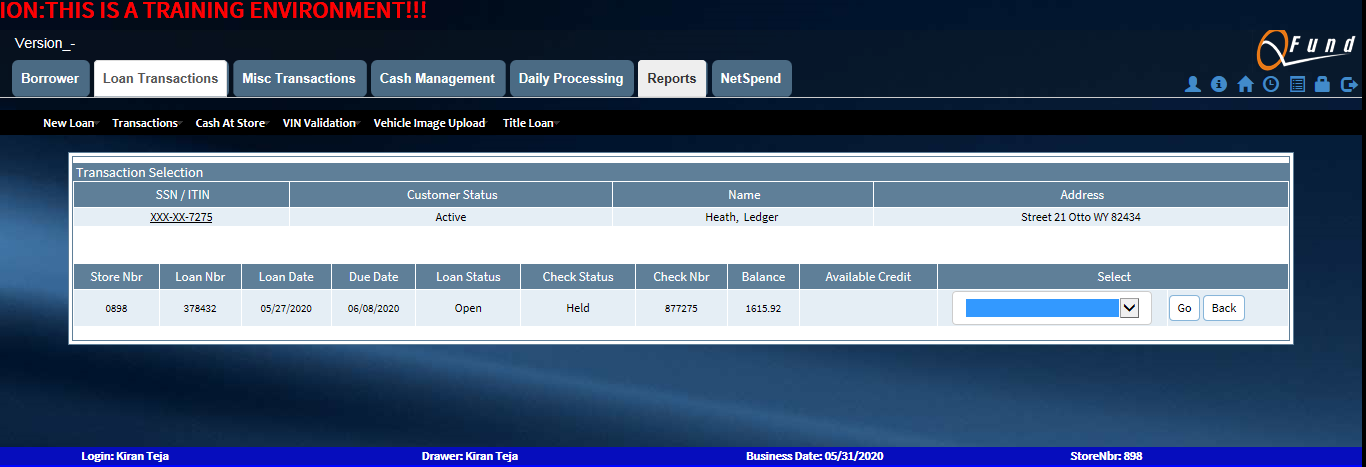 ION:THIS IS A TRAINING ENVIRONMENT!!!
Version_-
QFund
Borrower Loan Transactions Misc Transactions Cash Management Daily Processing Reports NetSpend
New Loan Transactions Cash At Store VIN Validation Vehicle Image Upload Title Loan
Transaction Selection
SSN / ITIN Customer Status Name Address
XXX-XX-7275 Active Heath, Ledger Street 21 Otto WY 82434
Store Nbr Loan Nbr Loan Date Due Date Loan Status Check Status Check Nbr Balance Available Credit Select
0898 378432 05/27/2020 06/08/2020 Open Held 877275 1615.92 Go Back
Login: Kiran Teja Drawer: Kiran Teja Business Date: 05/31/2020 StoreNbr: 898